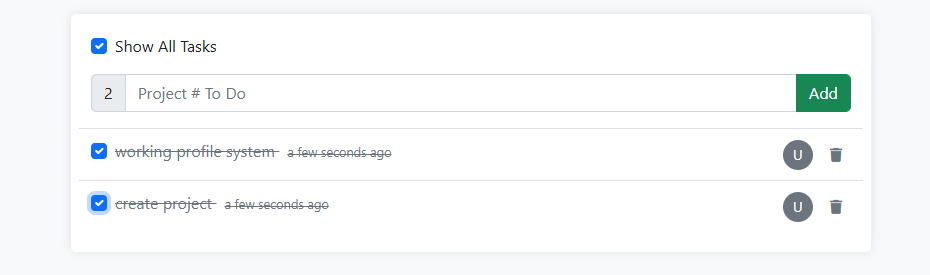 Show All Tasks
2 Project # To Do Add
working profile system a few seconds ago U
create project a few seconds ago U